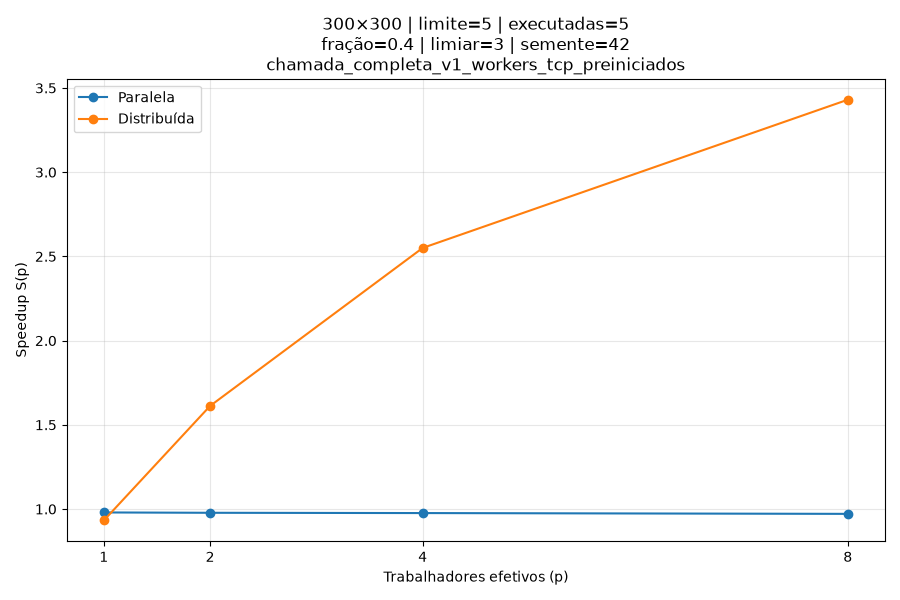 300×300 | limite=5 | executadas=5
fração=0.4 | limiar=3 | semente=42
chamada_completa_v1_workers_tcp_preiniciados
Paralela
Distribuída
3.5
3.0
2.5
2.0
1.5
1.0
Speedup S(p)
1
2
4
8
Trabalhadores efetivos (p)